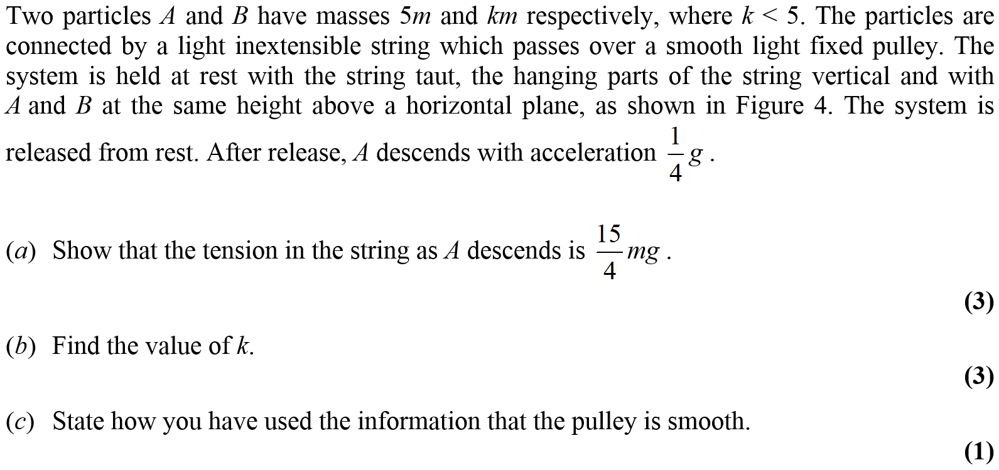 Two particles A and B have masses 5m and km respectively, where k < 5. The particles are
connected by a light inextensible string which passes over a smooth light fixed pulley. The
system is held at rest with the string taut, the hanging parts of the string vertical and with
A and B at the same height above a horizontal plane, as shown in Figure 4. The system is
released from rest. After release, A descends with acceleration 1/4 g .
(a) Show that the tension in the string as A descends is 15/4 mg .
(3)
(b) Find the value of k.
(3)
(c) State how you have used the information that the pulley is smooth.
(1)